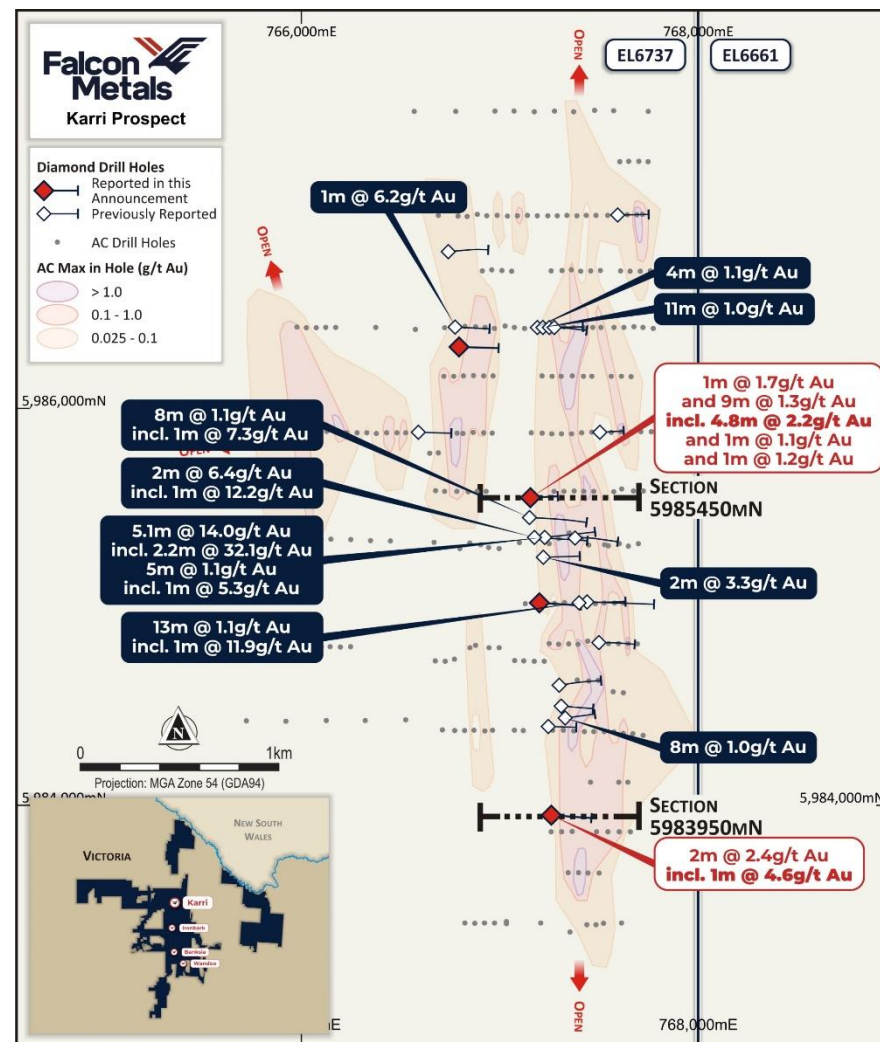 766,000mE
768,000mE
Falcon
Metals
Karri Prospect
OPEN
EL6737
EL6661
Diamond Drill Holes
Reported in this
Announcement
Previously Reported
AC Drill Holes
AC Max in Hole (g/t Au)
> 1.0
0.1 - 1.0
0.025 - 0.1
1m @ 6.2g/t Au
OPEN
4m @ 1.1g/t Au
11m @ 1.0g/t Au
1m @ 1.7g/t Au
and 9m @ 1.3g/t Au
incl. 4.8m @ 2.2g/t Au
and 1m @ 1.1g/t Au
and 1m @ 1.2g/t Au
5,986,000mN
8m @ 1.1g/t Au
incl. 1m @ 7.3g/t Au
OPEN
2m @ 6.4g/t Au
incl. 1m @ 12.2g/t Au
SECTION
5985450MN
5.1m @ 14.0g/t Au
incl. 2.2m @ 32.1g/t Au
5m @ 1.1g/t Au
incl. 1m @ 5.3g/t Au
2m @ 3.3g/t Au
13m @ 1.1g/t Au
incl. 1m @ 11.9g/t Au
N
0
1km
Projection: MGA Zone 54 (GDA94)
8m @ 1.0g/t Au
5,984,000mN
5,984,000mN
SECTION
5983950MN
2m @ 2.4g/t Au
incl. 1m @ 4.6g/t Au
NEW SOUTH
WALES
VICTORIA
Karri
Ironbark
Banksia
Wandoo
OPEN
mE
768,000mE